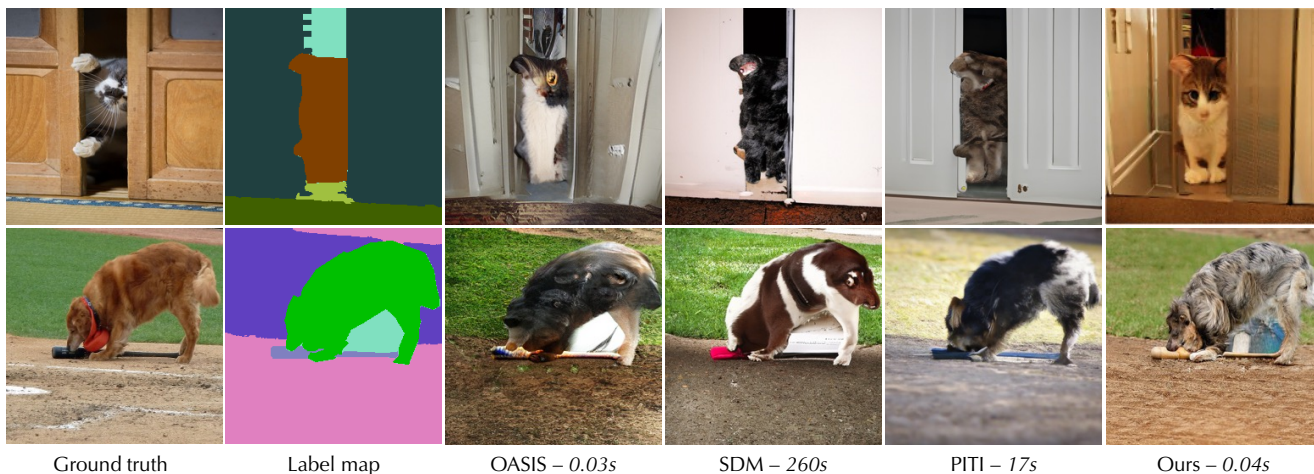 Ground truth Label map OASIS – 0.03s SDM – 260s PITI – 17s Ours – 0.04s